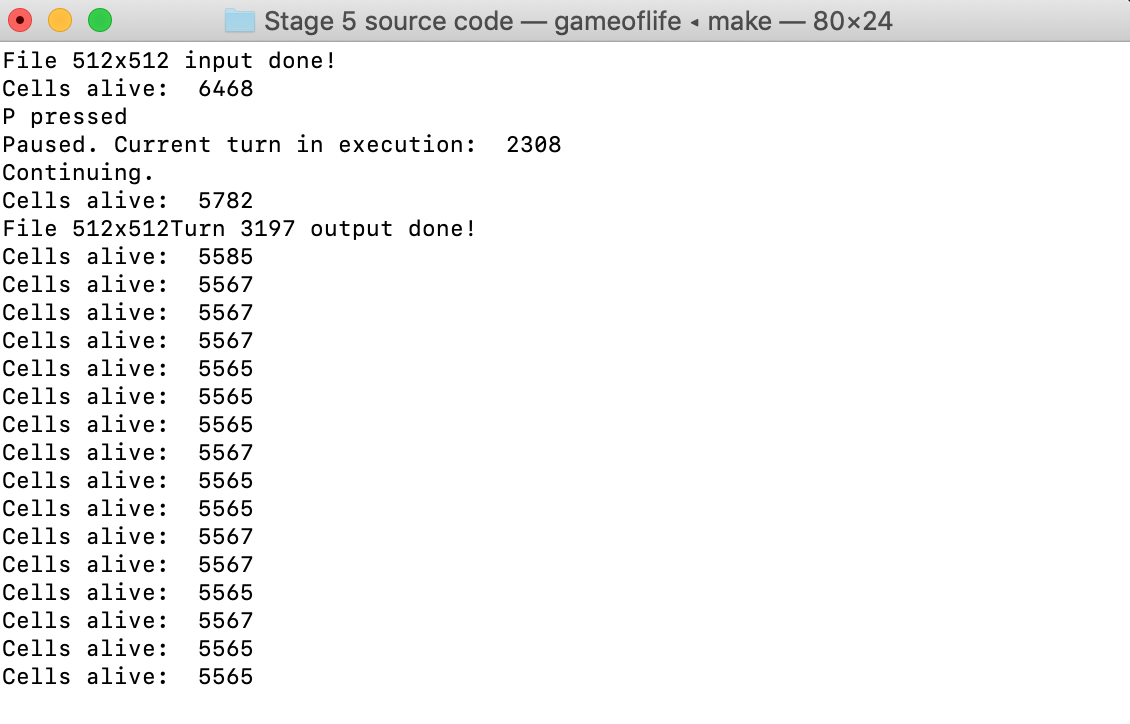 Stage 5 source code — gameoflife ◂ make — 80×24
File 512x512 input done!
Cells alive:  6468
P pressed
Paused. Current turn in execution:  2308
Continuing.
Cells alive:  5782
File 512x512Turn 3197 output done!
Cells alive:  5585
Cells alive:  5567
Cells alive:  5567
Cells alive:  5567
Cells alive:  5565
Cells alive:  5565
Cells alive:  5565
Cells alive:  5567
Cells alive:  5565
Cells alive:  5565
Cells alive:  5567
Cells alive:  5567
Cells alive:  5565
Cells alive:  5567
Cells alive:  5565
Cells alive:  5565